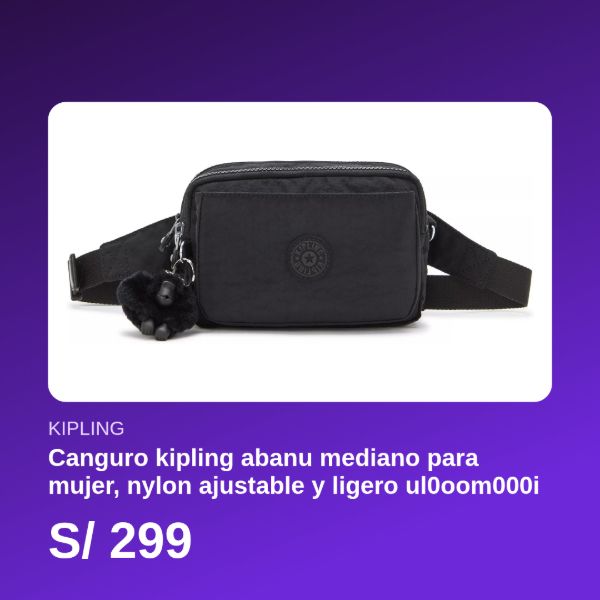 KIPLING
Canguro kipling abanu mediano para
mujer, nylon ajustable y ligero ul0oom000i
S/ 299